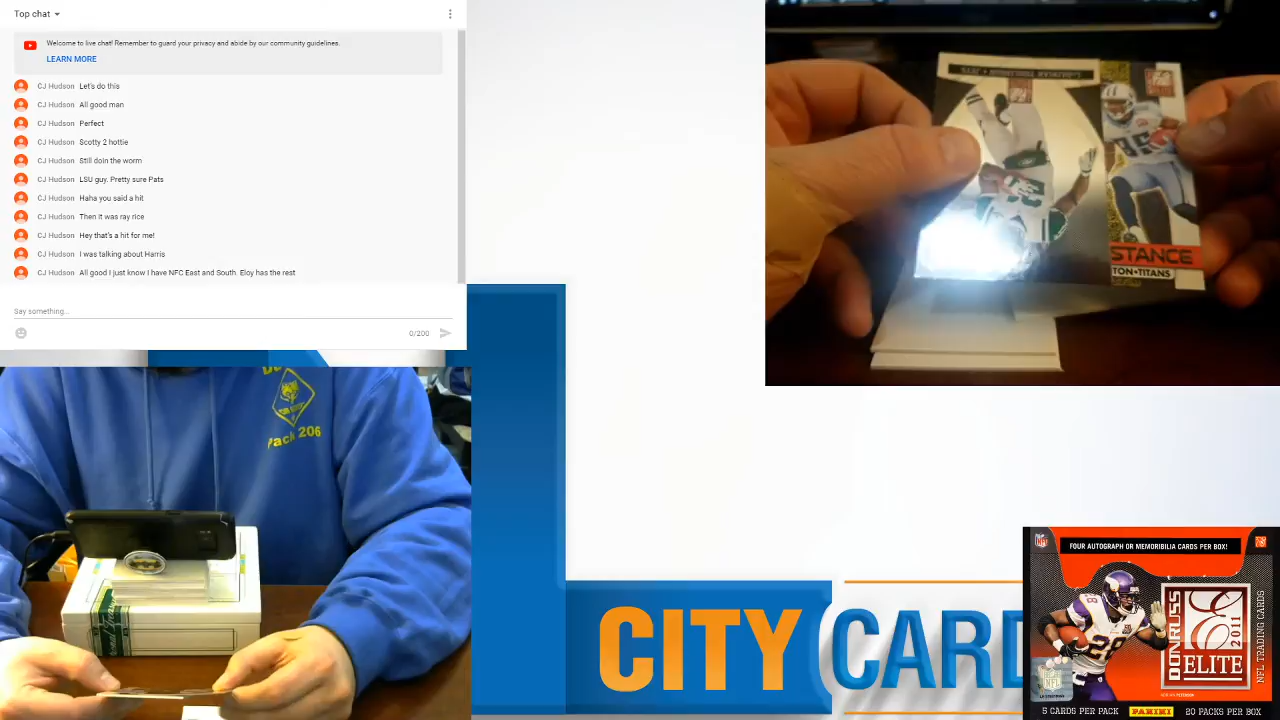 Top chat
Welcome to live chat! Remember to guard your privacy and abide by our community guidelines.
LEARN MORE
CJ Hudson Let's do this
CJ Hudson All good man
CJ Hudson Perfect
CJ Hudson Scotty 2 hottie
CJ Hudson Still doin the worm
CJ Hudson LSU guy. Pretty sure Pats
CJ Hudson Haha you said a hit
CJ Hudson Then it was ray rice
CJ Hudson Hey that's a hit for me!
CJ Hudson I was talking about Harris
CJ Hudson All good I just know I have NFC East and South. Eloy has the rest
Say something...
0/200
STANCE
TON•TITANS
Pack 206
CITY CARD
FOUR AUTOGRAPH OR MEMORABILIA CARDS PER BOX!
28
DONRUSS
E
2011
ELITE
NFL TRADING CARDS
5 CARDS PER PACK
PANINI
20 PACKS PER BOX